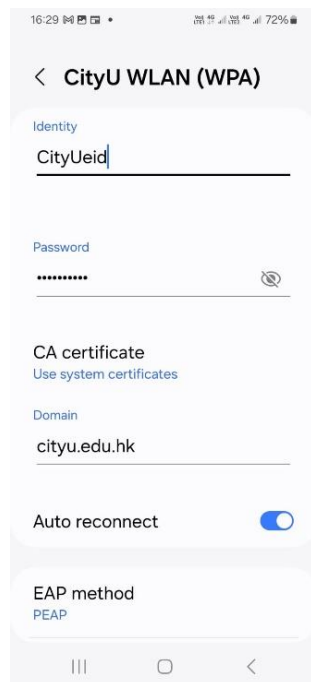 16:29
72%
CityU WLAN (WPA)
Identity
CityUeid
Password
••••••••••
CA certificate
Use system certificates
Domain
cityu.edu.hk
Auto reconnect
EAP method
PEAP